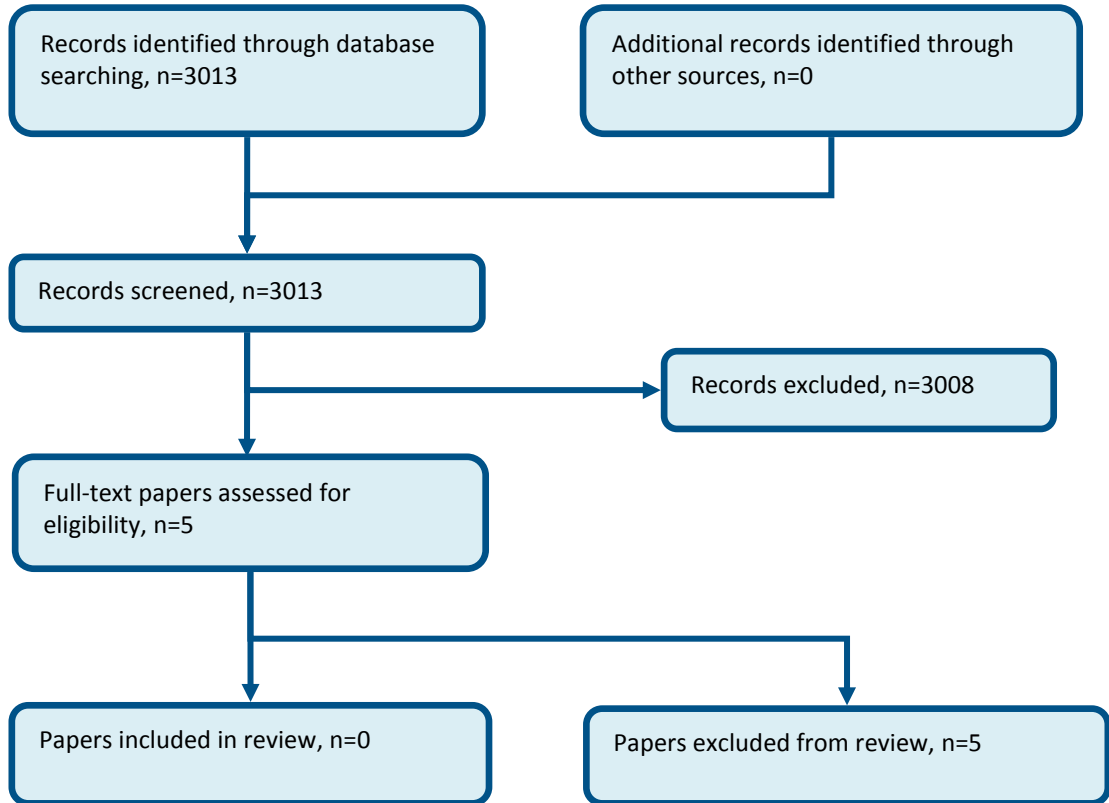 Records identified through database
searching, n=3013
Additional records identified through
other sources, n=0
Records screened, n=3013
Records excluded, n=3008
Full-text papers assessed for
eligibility, n=5
Papers included in review, n=0
Papers excluded from review, n=5